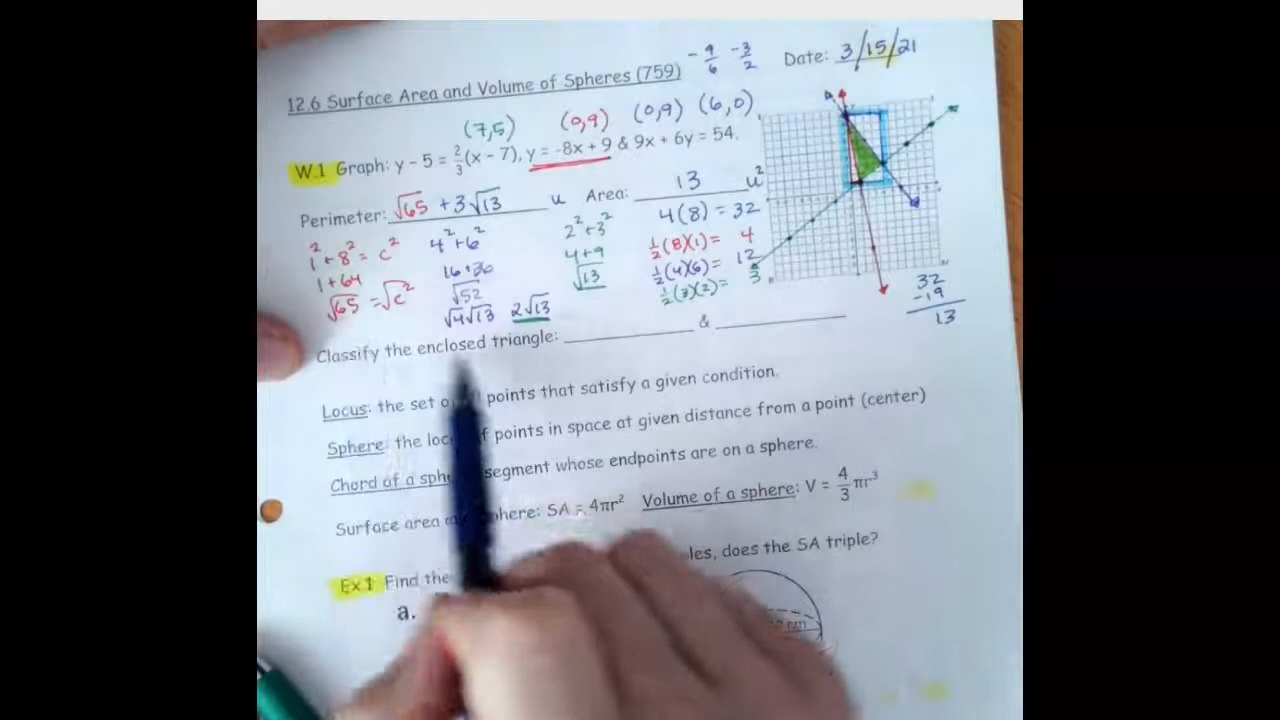 12.6 Surface Area and Volume of Spheres (759)
- 9/6 -3/2
Date: 3/15/21
(7,5) (0,9) (0,9) (6,0)
W.1 Graph: y - 5 = 2/3(x - 7), y = -8x + 9 & 9x + 6y = 54.
Perimeter: √65 + 3√13 u Area: 13 u²
1² + 8² = c² 4² + 6² 2² + 3² 4(8) = 32
1 + 64 16 + 36 4 + 9 1/2(8)(1) = 4
√65 = √c² √52 √13 1/2(4)(6) = 12
√4√13 2√13 1/2(3)(2) = 3
32
-19
13
Classify the enclosed triangle: ____________ & ____________
Locus: the set o points that satisfy a given condition.
Sphere: the loc f points in space at given distance from a point (center)
Chord of a sph segment whose endpoints are on a sphere.
Surface area phere: SA = 4πr² Volume of a sphere: V = 4/3 πr³
Ex.1 Find the les, does the SA triple?
a.